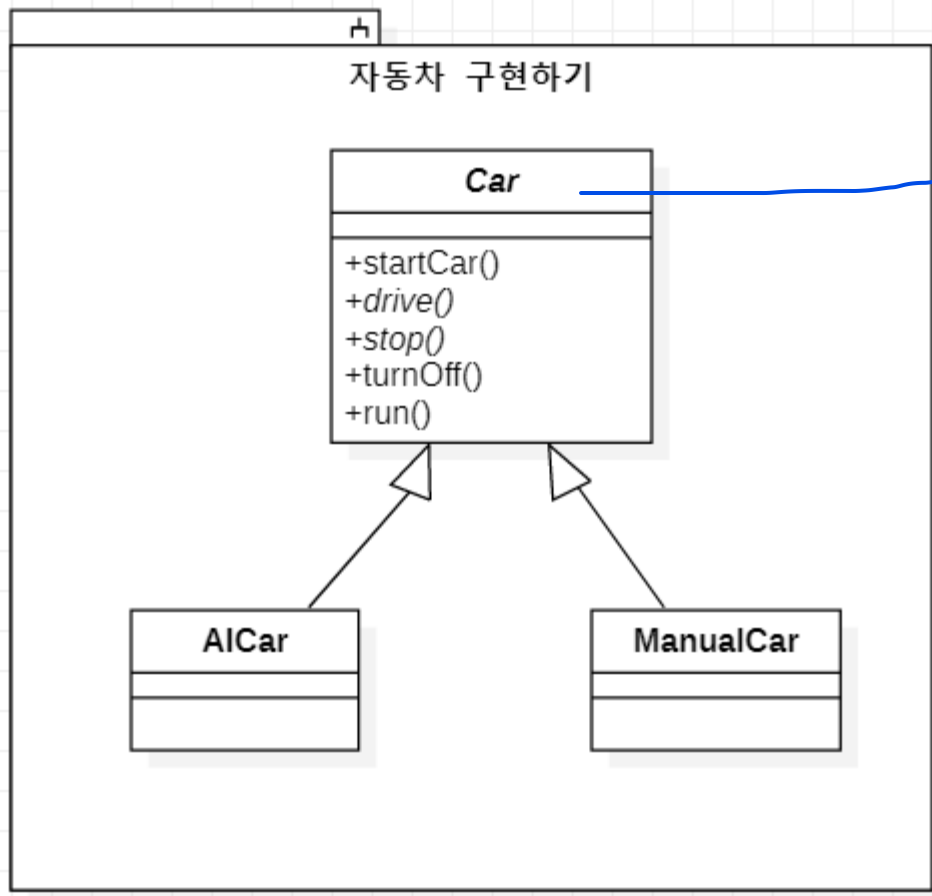 자동차 구현하기
Car
+startCar()
+drive()
+stop()
+turnOff()
+run()
AICar
ManualCar